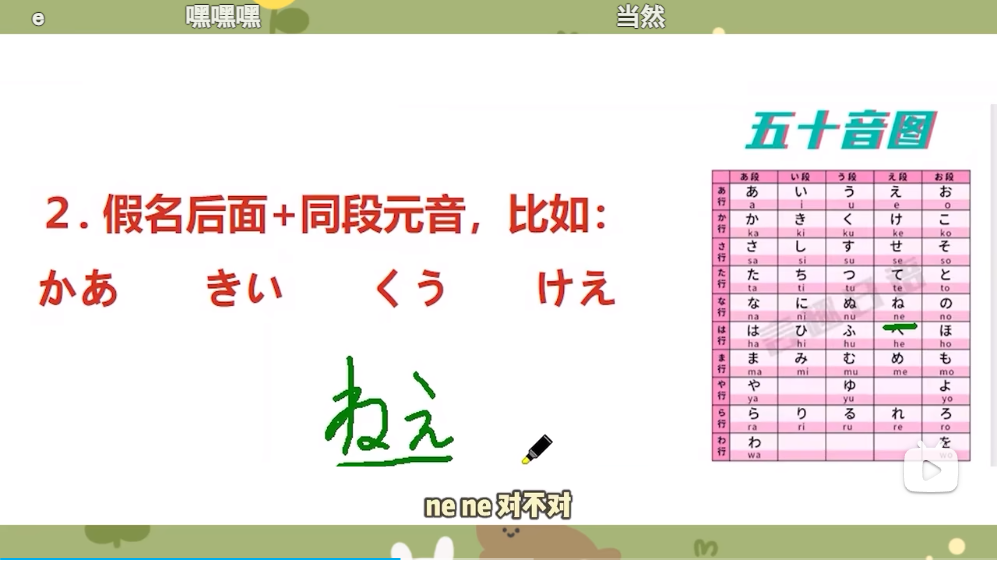 e 嘿嘿嘿 当然
五十音图
2.假名后面+同段元音，比如：
かあ きい くう けえ
ねえ
ne ne 对不对
あ段 い段 う段 え段 お段
あ行 あ い う え お
a i u e o
か行 か き く け こ
ka ki ku ke ko
さ行 さ し す せ そ
sa si su se so
た行 た ち つ て と
ta ti tu te to
な行 な に ぬ ね の
na ni nu ne no
は行 は ひ ふ へ ほ
ha hi hu he ho
ま行 ま み む め も
ma mi mu me mo
や行 や ゆ よ
ya yu yo
ら行 ら り る れ ろ
ra ri ru re ro
わ行 わ を
wa wo